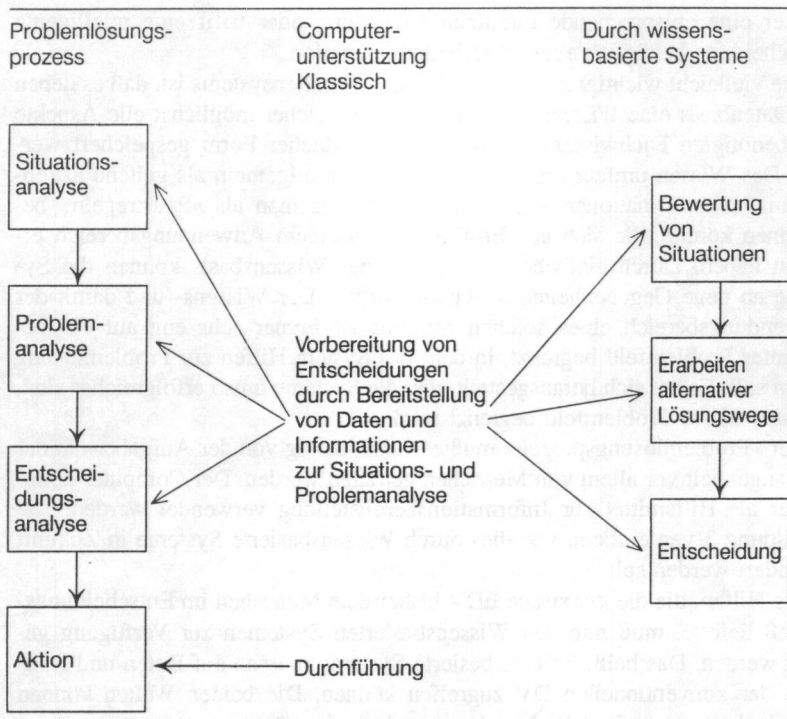 Problemlösungs-
prozess
Computer-
unterstützung
Klassisch
Durch wissens-
basierte Systeme
Situations-
analyse
Problem-
analyse
Entschei-
dungs-
analyse
Aktion
Vorbereitung von
Entscheidungen
durch Bereitstellung
von Daten und
Informationen
zur Situations- und
Problemanalyse
Durchführung
Bewertung
von
Situationen
Erarbeiten
alternativer
Lösungswege
Entscheidung